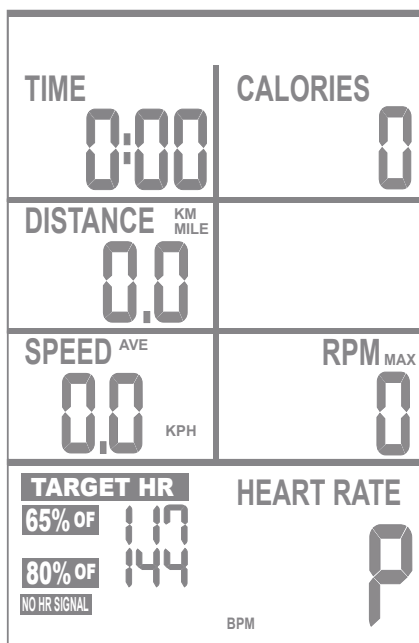 TIME
0:00
CALORIES
0
DISTANCE KM MILE
0.0
SPEED AVE
0.0 KPH
RPM MAX
0
TARGET HR
65% OF 117
80% OF 144
NO HR SIGNAL
HEART RATE
P
BPM